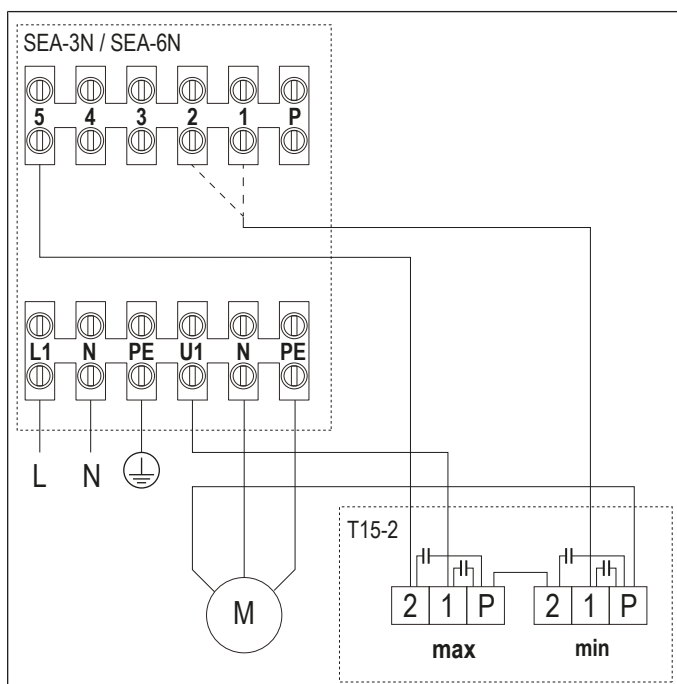 SEA-3N / SEA-6N
5 4 3 2 1 P
L1 N PE U1 N PE
L N
T15-2
M
2 1 P 2 1 P
max min